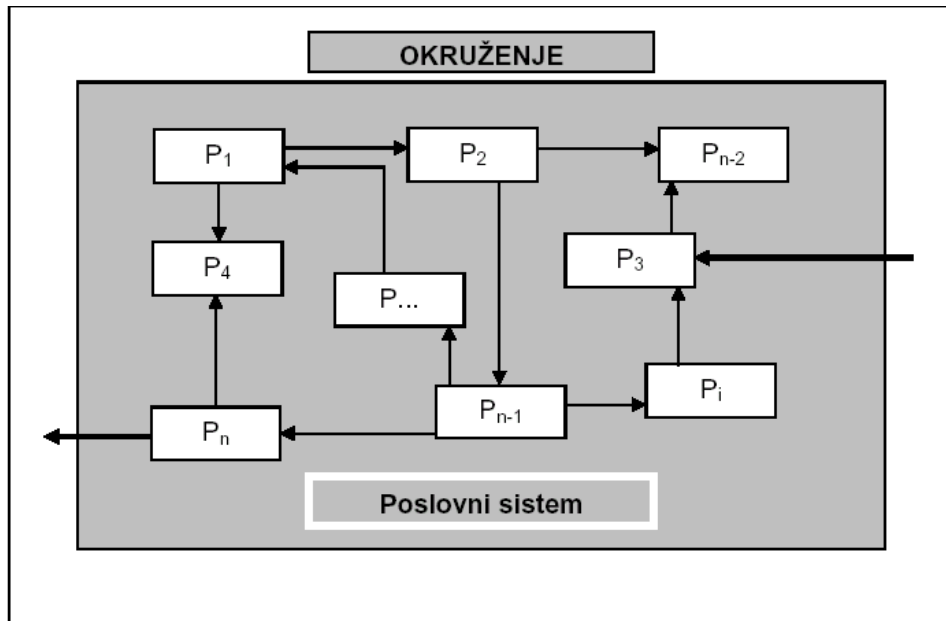 OKRUŽENJE
P₁
P₂
Pₙ₋₂
P₄
P₃
P...
Pᵢ
Pₙ₋₁
Pₙ
Poslovni sistem